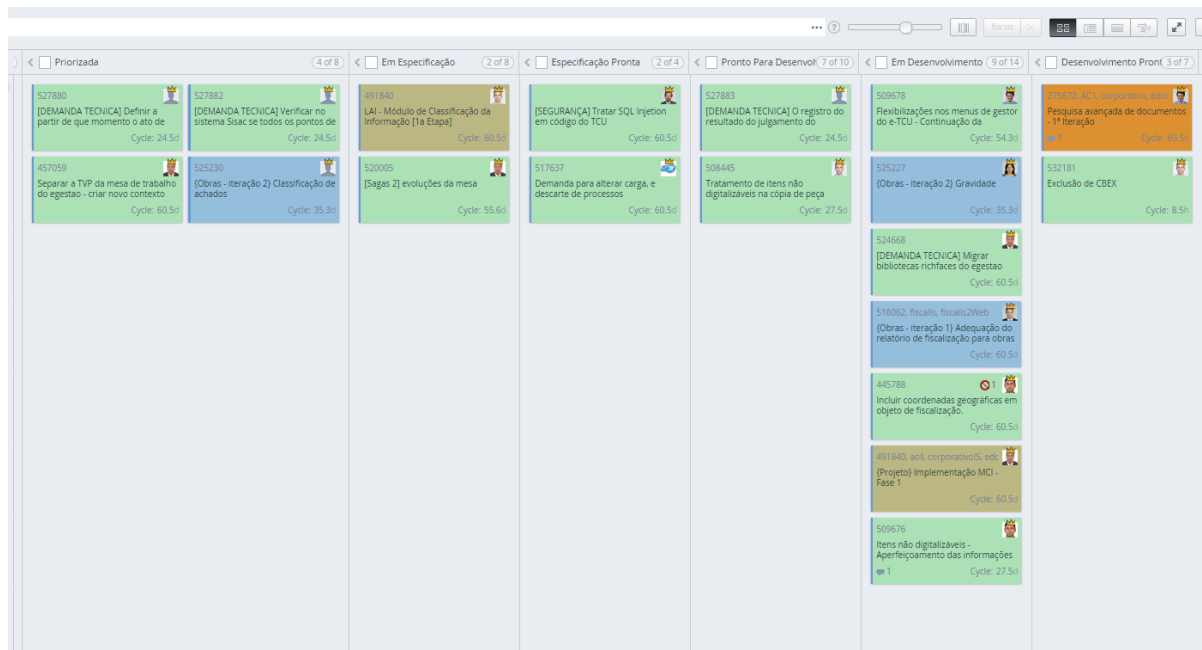 focus
Priorizada
4 of 8
527880
[DEMANDA TECNICA] Definir a
partir de que momento o ato de
Cycle: 24.5d
527882
[DEMANDA TECNICA] Verificar no
sistema Sisac se todos os pontos de
Cycle: 24.5d
457059
Separar a TVP da mesa de trabalho
do egestao - criar novo contexto
Cycle: 60.5d
525230
{Obras - iteração 2} Classificação de
achados
Cycle: 35.3d
Em Especificação
2 of 8
491840
LAI - Módulo de Classificação da
Informação [1a Etapa]
Cycle: 60.5d
520005
[Sagas 2] evoluções da mesa
Cycle: 55.6d
Especificação Pronta
2 of 4
[SEGURANÇA] Tratar SQL Injetion
em código do TCU
Cycle: 60.5d
517637
Demanda para alterar carga, e
descarte de processos
Cycle: 60.5d
Pronto Para Desenvol
7 of 10
527883
[DEMANDA TECNICA] O registro do
resultado do julgamento do
Cycle: 24.5d
508445
Tratamento de itens não
digitalizáveis na cópia de peça
Cycle: 27.5d
Em Desenvolvimento
9 of 14
509678
Flexibilizações nos menus de gestor
do e-TCU - Continuação da
Cycle: 54.3d
525227
{Obras - iteração 2} Gravidade
Cycle: 35.3d
524668
[DEMANDA TECNICA] Migrar
bibliotecas richfaces do egestao
Cycle: 60.5d
516062, fiscalis, fiscalis2Web
{Obras - iteração 1} Adequação do
relatório de fiscalização para obras
Cycle: 60.5d
445788
1
Incluir coordenadas geográficas em
objeto de fiscalização.
Cycle: 60.5d
491840, ac4, corporativoIS, edc
{Projeto} Implementação MCI -
Fase 1
Cycle: 60.5d
509676
Itens não digitalizáveis -
Aperfeiçoamento das informações
1
Cycle: 27.5d
Desenvolvimento Pront
3 of 7
275672, AC1, corporativo, edoc
Pesquisa avançada de documentos
- 1ª Iteração
7
Cycle: 60.5d
532181
Exclusão de CBEX
Cycle: 8.5h